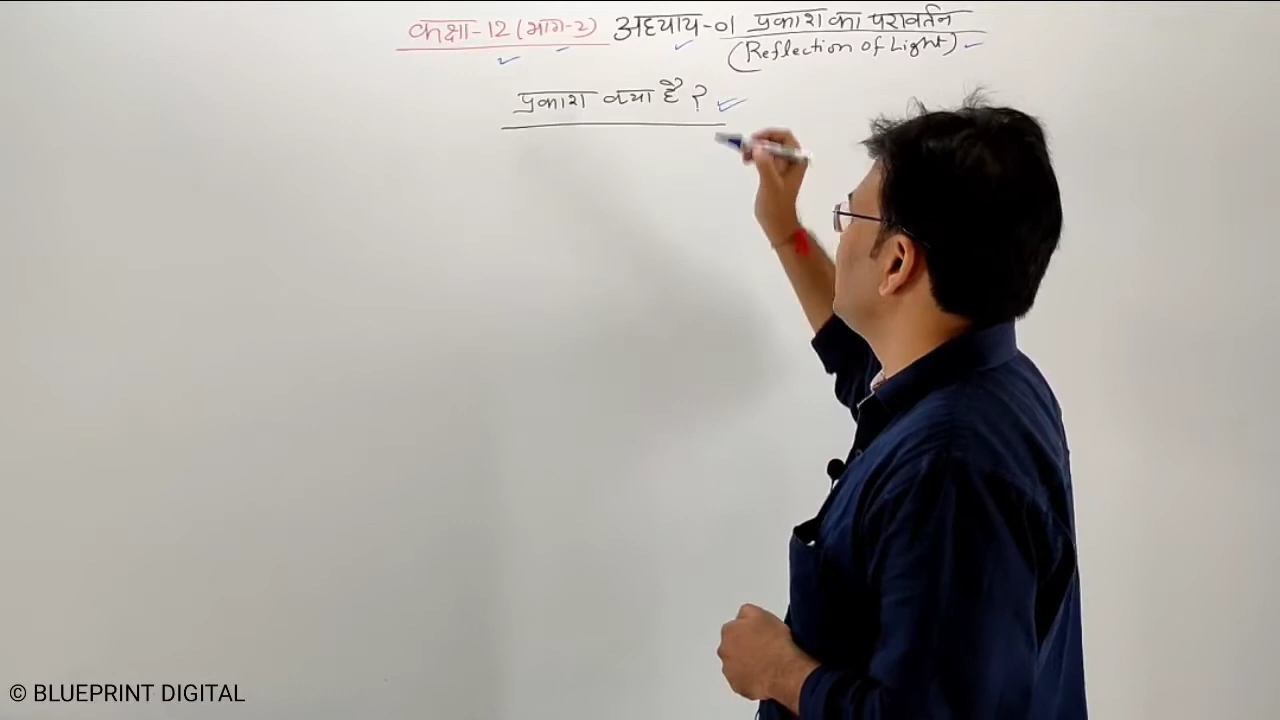 कक्षा-12 (भाग-2) अध्याय-01 प्रकाश का परावर्तन
(Reflection of Light)
प्रकाश क्या है ?
© BLUEPRINT DIGITAL